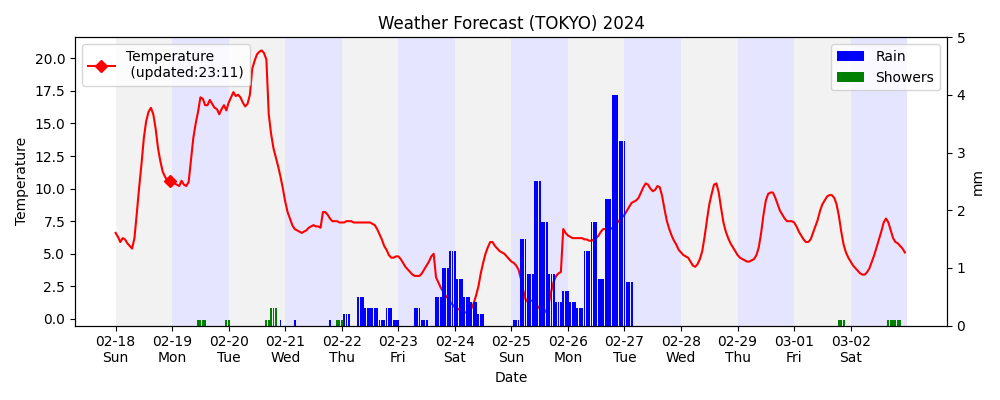 Weather Forecast (TOKYO) 2024
Temperature
(updated:23:11)
Rain
Showers
20.0
17.5
15.0
12.5
10.0
7.5
5.0
2.5
0.0
Temperature
5
4
3
2
1
0
mm
02-18 02-19 02-20 02-21 02-22 02-23 02-24 02-25 02-26 02-27 02-28 02-29 03-01 03-02
Sun Mon Tue Wed Thu Fri Sat Sun Mon Tue Wed Thu Fri Sat
Date